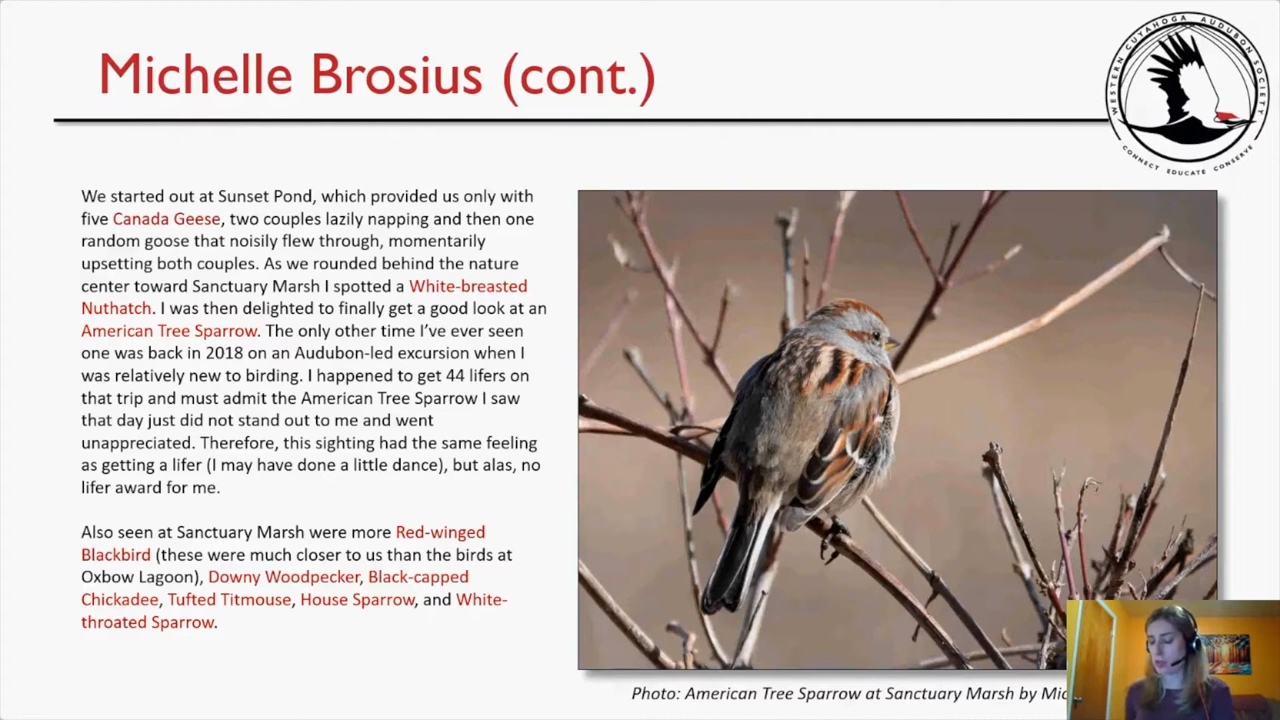 Michelle Brosius (cont.)
WESTERN CUYAHOGA AUDUBON SOCIETY
CONNECT EDUCATE CONSERVE
We started out at Sunset Pond, which provided us only with
five Canada Geese, two couples lazily napping and then one
random goose that noisily flew through, momentarily
upsetting both couples. As we rounded behind the nature
center toward Sanctuary Marsh I spotted a White-breasted
Nuthatch. I was then delighted to finally get a good look at an
American Tree Sparrow. The only other time I've ever seen
one was back in 2018 on an Audubon-led excursion when I
was relatively new to birding. I happened to get 44 lifers on
that trip and must admit the American Tree Sparrow I saw
that day just did not stand out to me and went
unappreciated. Therefore, this sighting had the same feeling
as getting a lifer (I may have done a little dance), but alas, no
lifer award for me.
Also seen at Sanctuary Marsh were more Red-winged
Blackbird (these were much closer to us than the birds at
Oxbow Lagoon), Downy Woodpecker, Black-capped
Chickadee, Tufted Titmouse, House Sparrow, and White-
throated Sparrow.
Photo: American Tree Sparrow at Sanctuary Marsh by